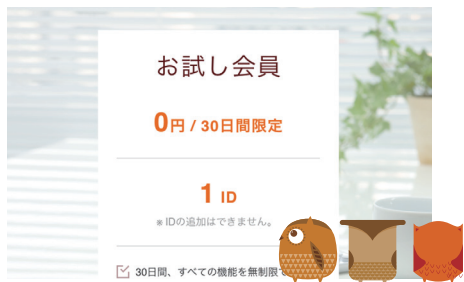 お試し会員
0円 / 30日間限定
1 ID
※ IDの追加はできません。
30日間、すべての機能を無制限